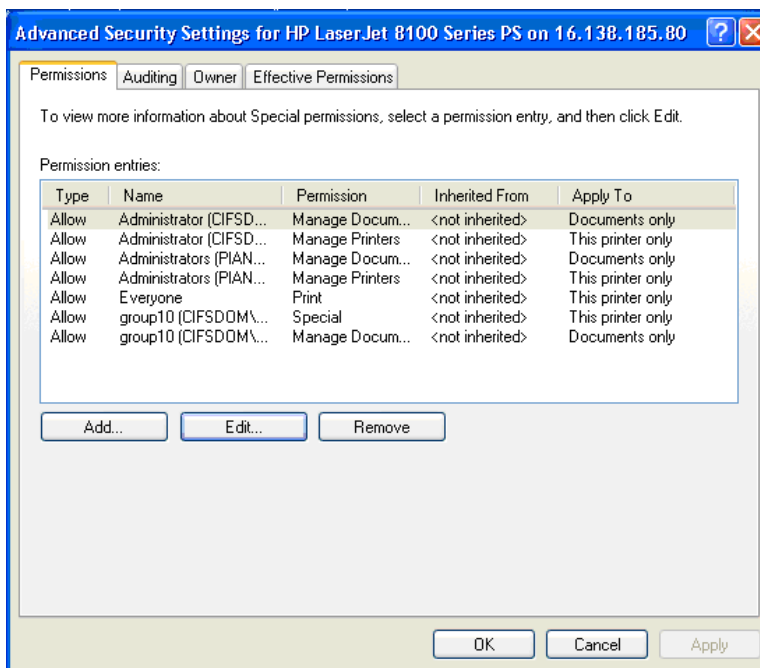 Advanced Security Settings for HP LaserJet 8100 Series PS on 16.138.185.80
Permissions Auditing Owner Effective Permissions
To view more information about Special permissions, select a permission entry, and then click Edit.
Permission entries:
Type Name Permission Inherited From Apply To
Allow Administrator (CIFSD... Manage Docum... <not inherited> Documents only
Allow Administrator (CIFSD... Manage Printers <not inherited> This printer only
Allow Administrators (PIAN... Manage Docum... <not inherited> Documents only
Allow Administrators (PIAN... Manage Printers <not inherited> This printer only
Allow Everyone Print <not inherited> This printer only
Allow group10 (CIFSDOM\... Special <not inherited> This printer only
Allow group10 (CIFSDOM\... Manage Docum... <not inherited> Documents only
Add... Edit... Remove
OK Cancel Apply